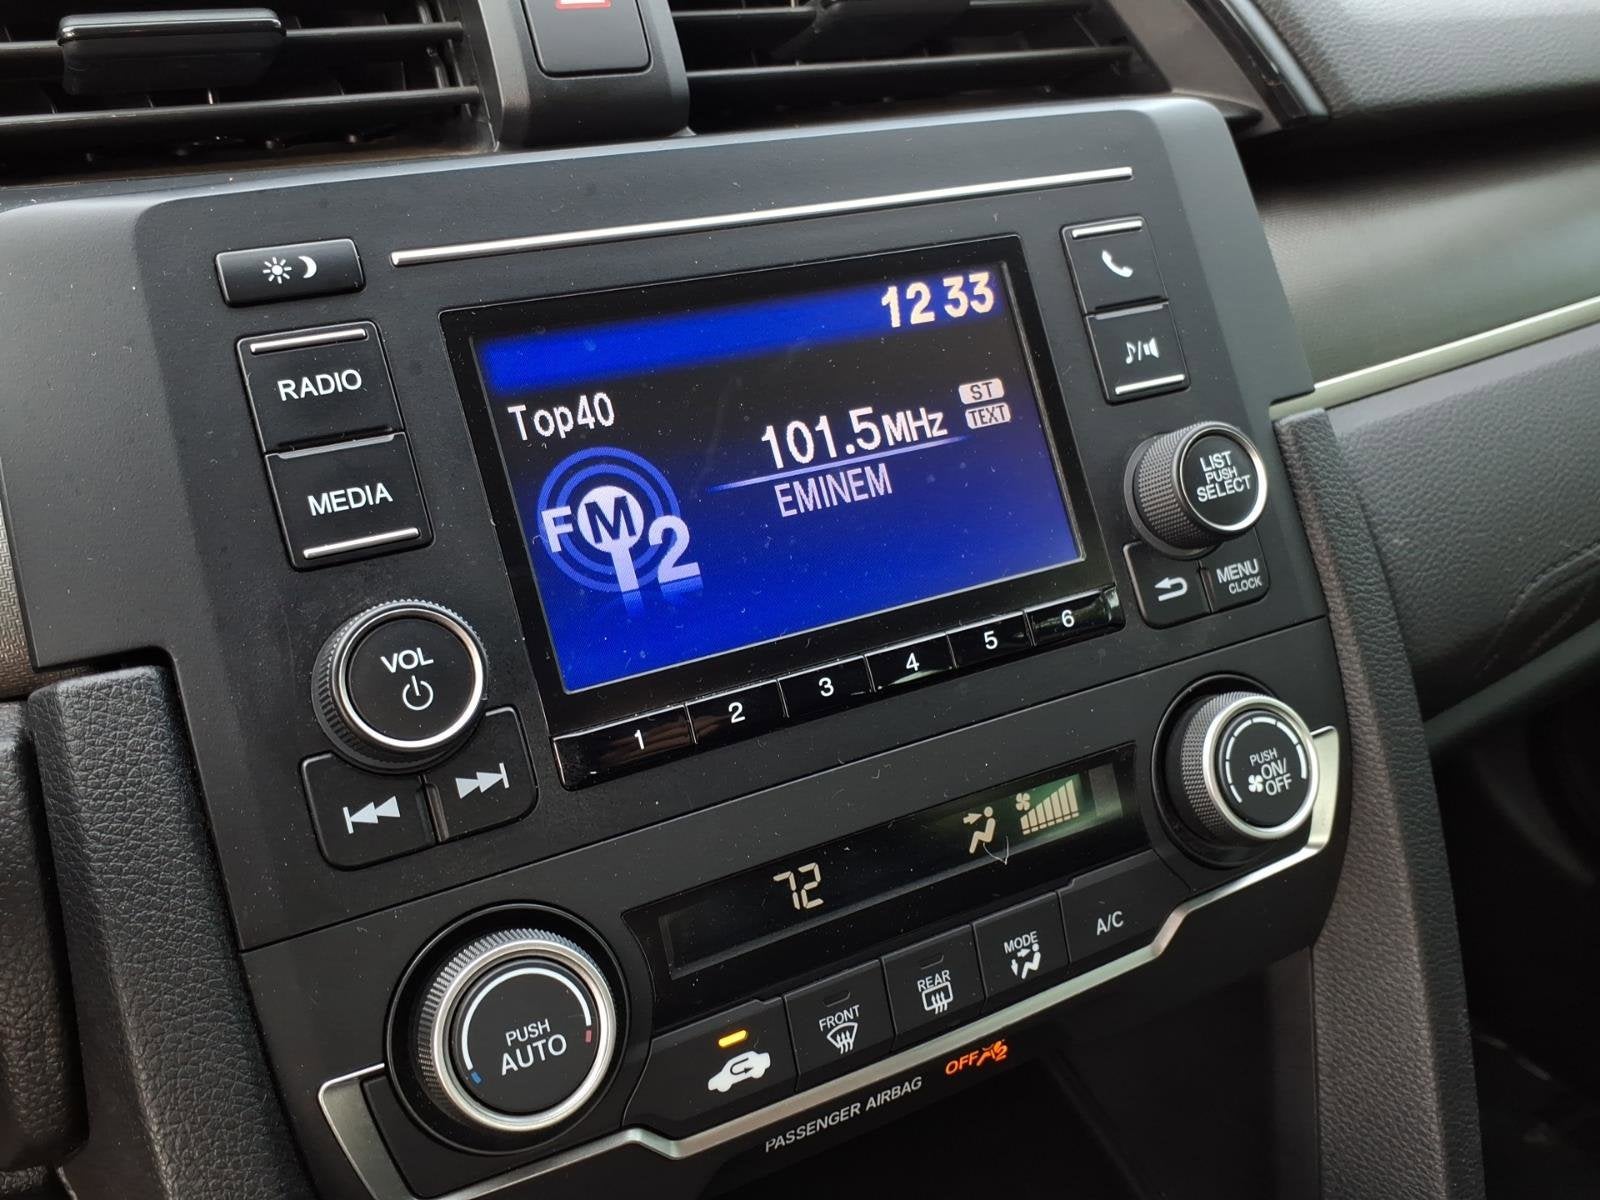 12 33
Top40
ST
101.5MHz
TEXT
EMINEM
FM2
RADIO
MEDIA
VOL
LIST
PUSH
SELECT
MENU
CLOCK
1 2 3 4 5 6
PUSH
ON/
OFF
72
PUSH
AUTO
FRONT
REAR
MODE
A/C
PASSENGER AIRBAG
OFF
2